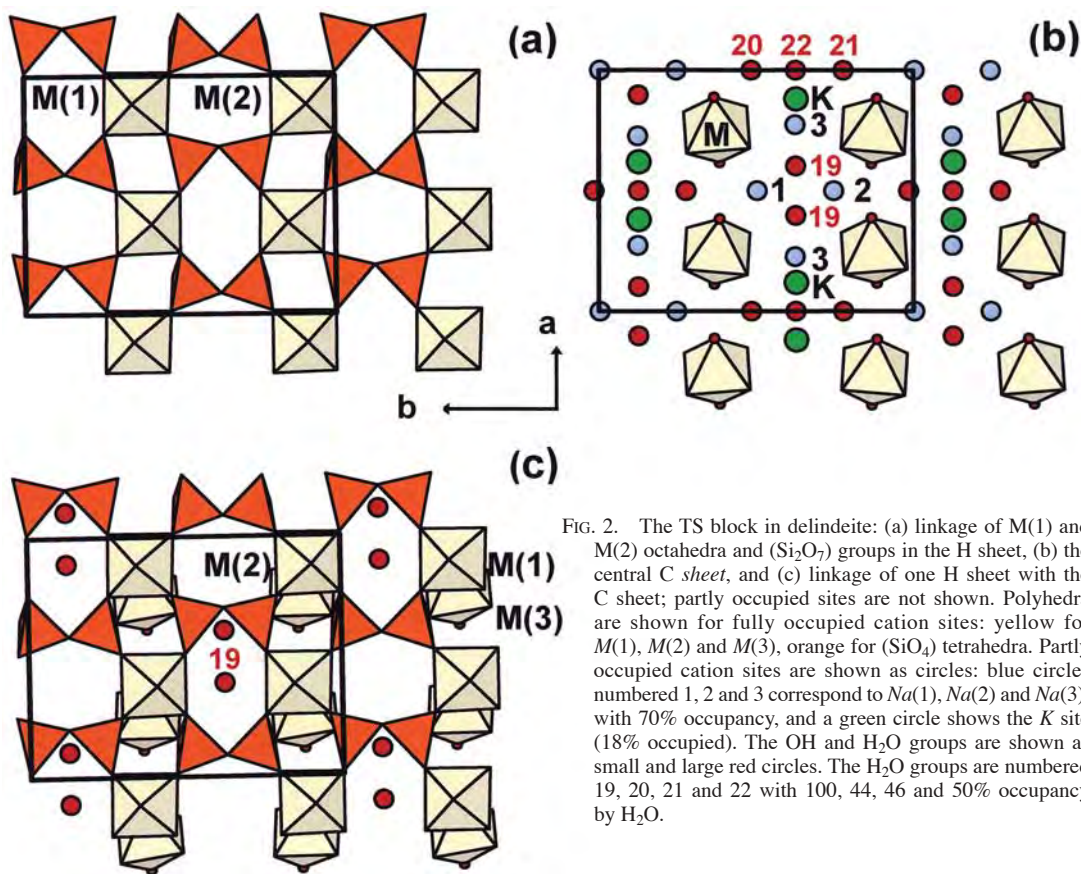 (a)
M(1)
M(2)
a
b
(b)
20 22 21
K
3
M
19
1 2
19
3
K
(c)
M(2)
M(1)
M(3)
19
FIG. 2. The TS block in delindeite: (a) linkage of M(1) and
M(2) octahedra and (Si₂O₇) groups in the H sheet, (b) the
central C sheet, and (c) linkage of one H sheet with the
C sheet; partly occupied sites are not shown. Polyhedr
are shown for fully occupied cation sites: yellow fo
M(1), M(2) and M(3), orange for (SiO₄) tetrahedra. Partly
occupied cation sites are shown as circles: blue circle
numbered 1, 2 and 3 correspond to Na(1), Na(2) and Na(3)
with 70% occupancy, and a green circle shows the K sit
(18% occupied). The OH and H₂O groups are shown a
small and large red circles. The H₂O groups are numbered
19, 20, 21 and 22 with 100, 44, 46 and 50% occupancy
by H₂O.